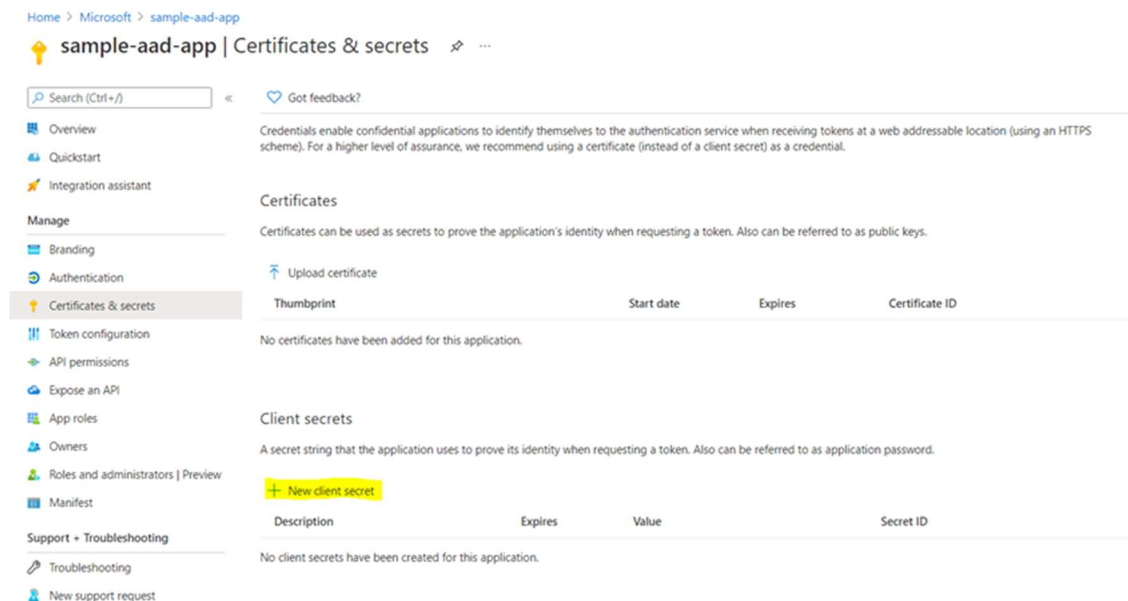 Home > Microsoft > sample-aad-app
sample-aad-app | Certificates & secrets
Search (Ctrl+/)
Overview
Quickstart
Integration assistant
Manage
Branding
Authentication
Certificates & secrets
Token configuration
API permissions
Expose an API
App roles
Owners
Roles and administrators | Preview
Manifest
Support + Troubleshooting
Troubleshooting
New support request
Got feedback?
Credentials enable confidential applications to identify themselves to the authentication service when receiving tokens at a web addressable location (using an HTTPS
scheme). For a higher level of assurance, we recommend using a certificate (instead of a client secret) as a credential.
Certificates
Certificates can be used as secrets to prove the application's identity when requesting a token. Also can be referred to as public keys.
Upload certificate
Thumbprint Start date Expires Certificate ID
No certificates have been added for this application.
Client secrets
A secret string that the application uses to prove its identity when requesting a token. Also can be referred to as application password.
New client secret
Description Expires Value Secret ID
No client secrets have been created for this application.